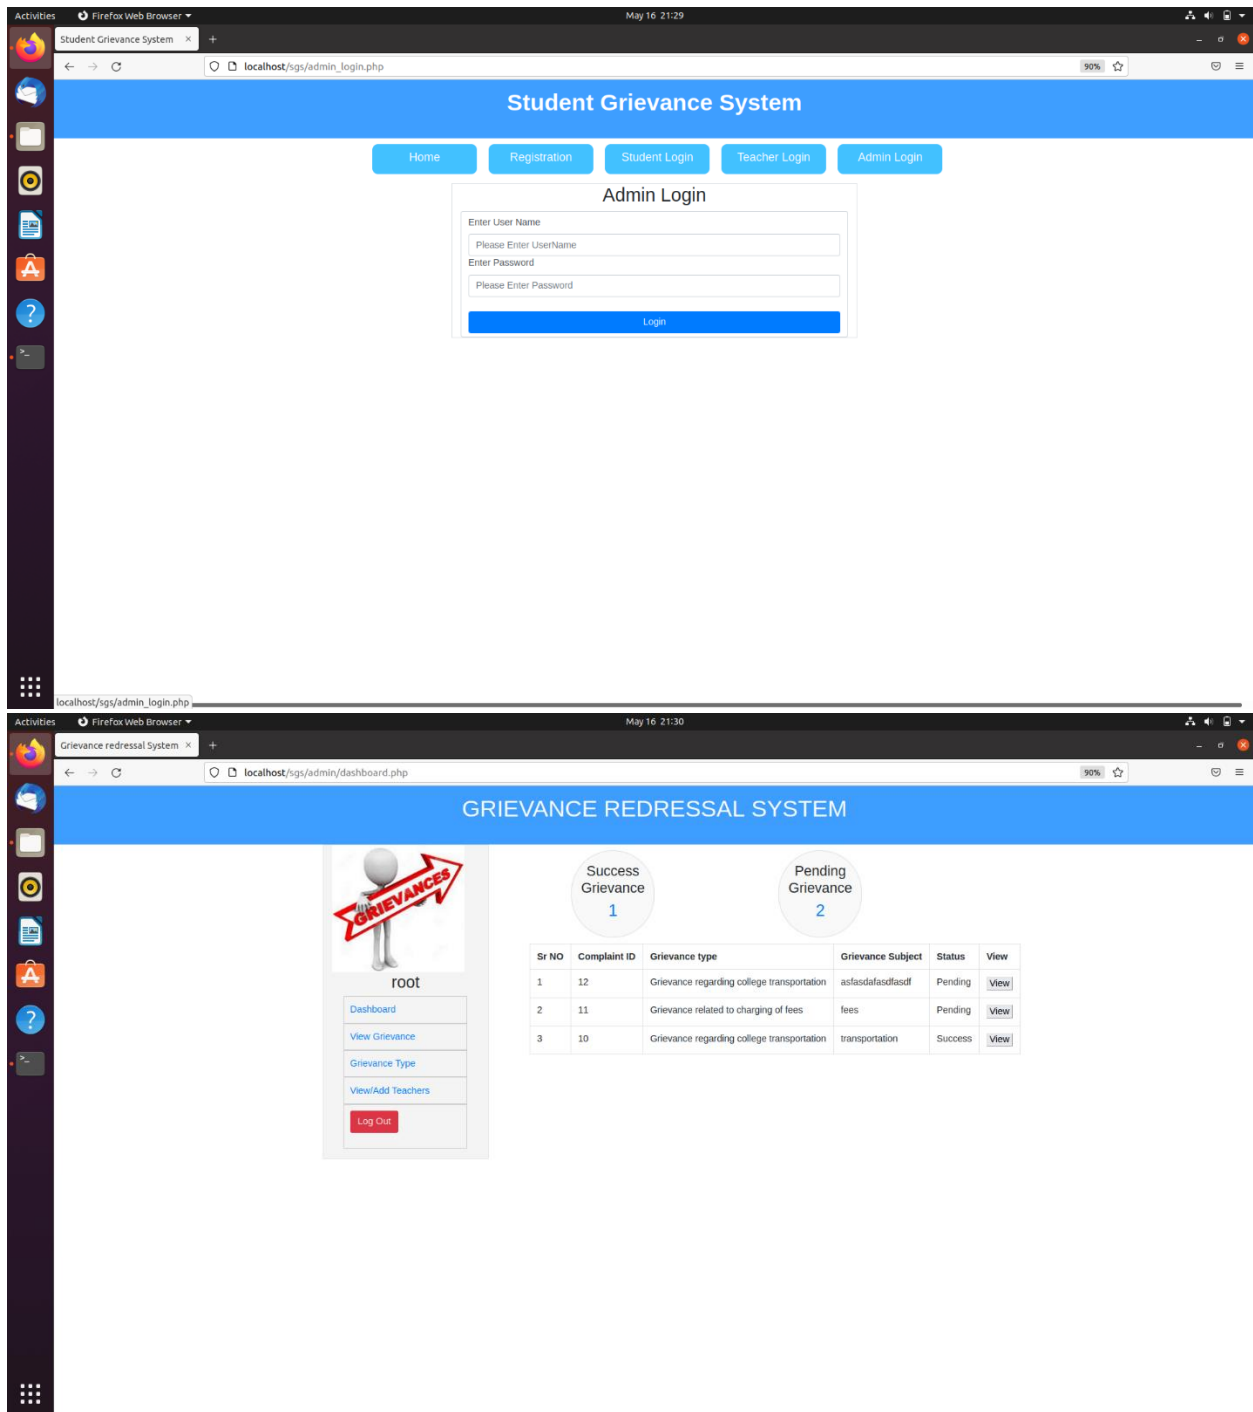 Activities Firefox Web Browser May 16 21:29
Student Grievance System × +
localhost/sgs/admin_login.php 90%
Student Grievance System
Home Registration Student Login Teacher Login Admin Login
Admin Login
Enter User Name
Please Enter UserName
Enter Password
Please Enter Password
Login
localhost/sgs/admin_login.php
Activities Firefox Web Browser May 16 21:30
Grievance redressal System × +
localhost/sgs/admin/dashboard.php 90%
GRIEVANCE REDRESSAL SYSTEM
GRIEVANCES
root
Dashboard
View Grievance
Grievance Type
View/Add Teachers
Log Out
Success Grievance 1
Pending Grievance 2
Sr NO Complaint ID Grievance type Grievance Subject Status View
1 12 Grievance regarding college transportation asfasdafasdfasdf Pending View
2 11 Grievance related to charging of fees fees Pending View
3 10 Grievance regarding college transportation transportation Success View